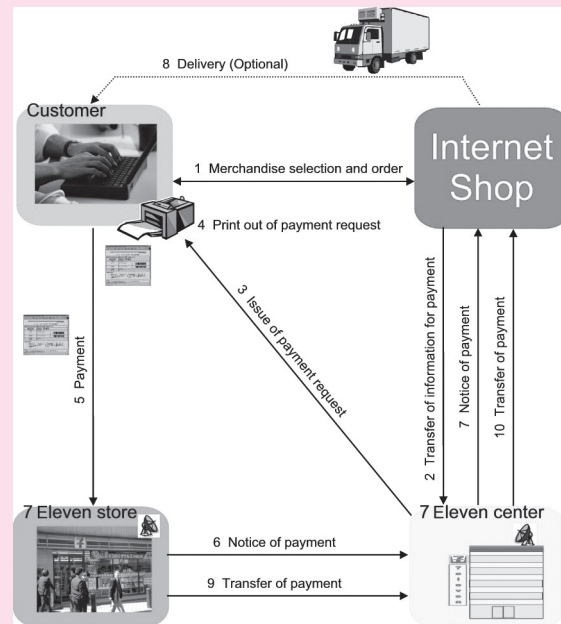 8 Delivery (Optional)
Customer
Internet
Shop
1 Merchandise selection and order
4 Print out of payment request
3 Issue of payment
request
5 Payment
2 Transfer of information for payment
7 Notice of payment
10 Transfer of payment
7 Eleven store
7 Eleven center
6 Notice of payment
9 Transfer of payment